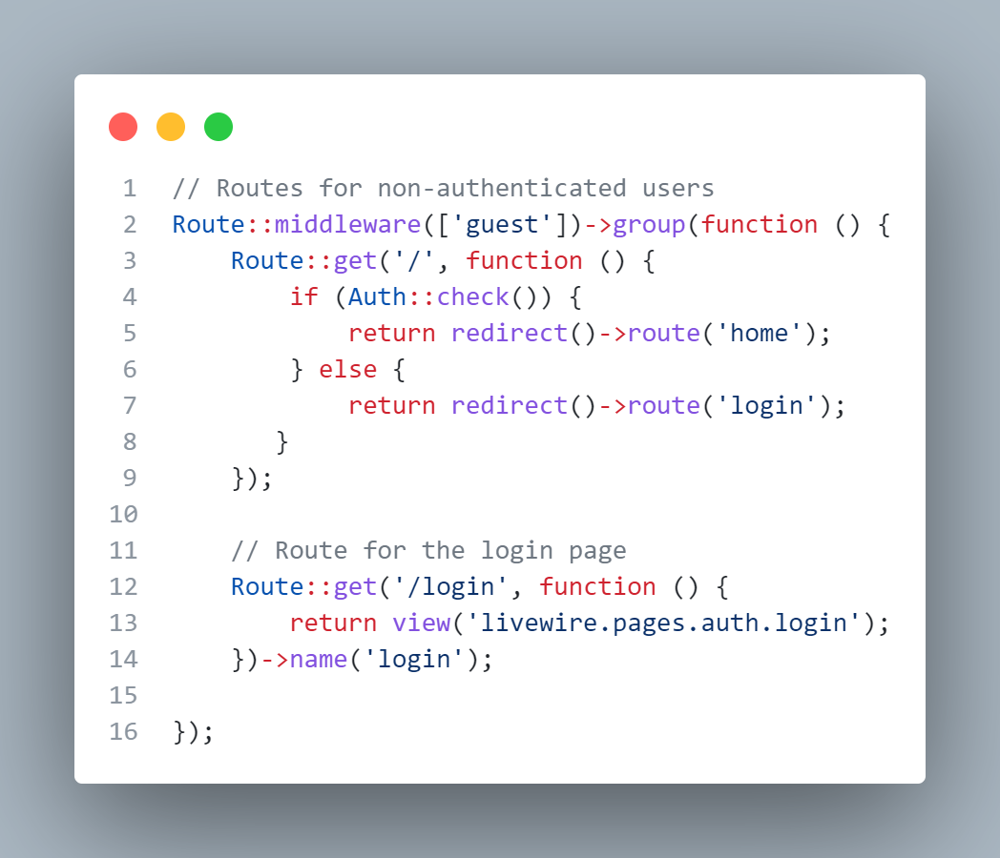 1 // Routes for non-authenticated users
2 Route::middleware(['guest'])->group(function () {
3     Route::get('/', function () {
4         if (Auth::check()) {
5             return redirect()->route('home');
6         } else {
7             return redirect()->route('login');
8        }
9     });
10
11     // Route for the login page
12     Route::get('/login', function () {
13         return view('livewire.pages.auth.login');
14     })->name('login');
15
16 });